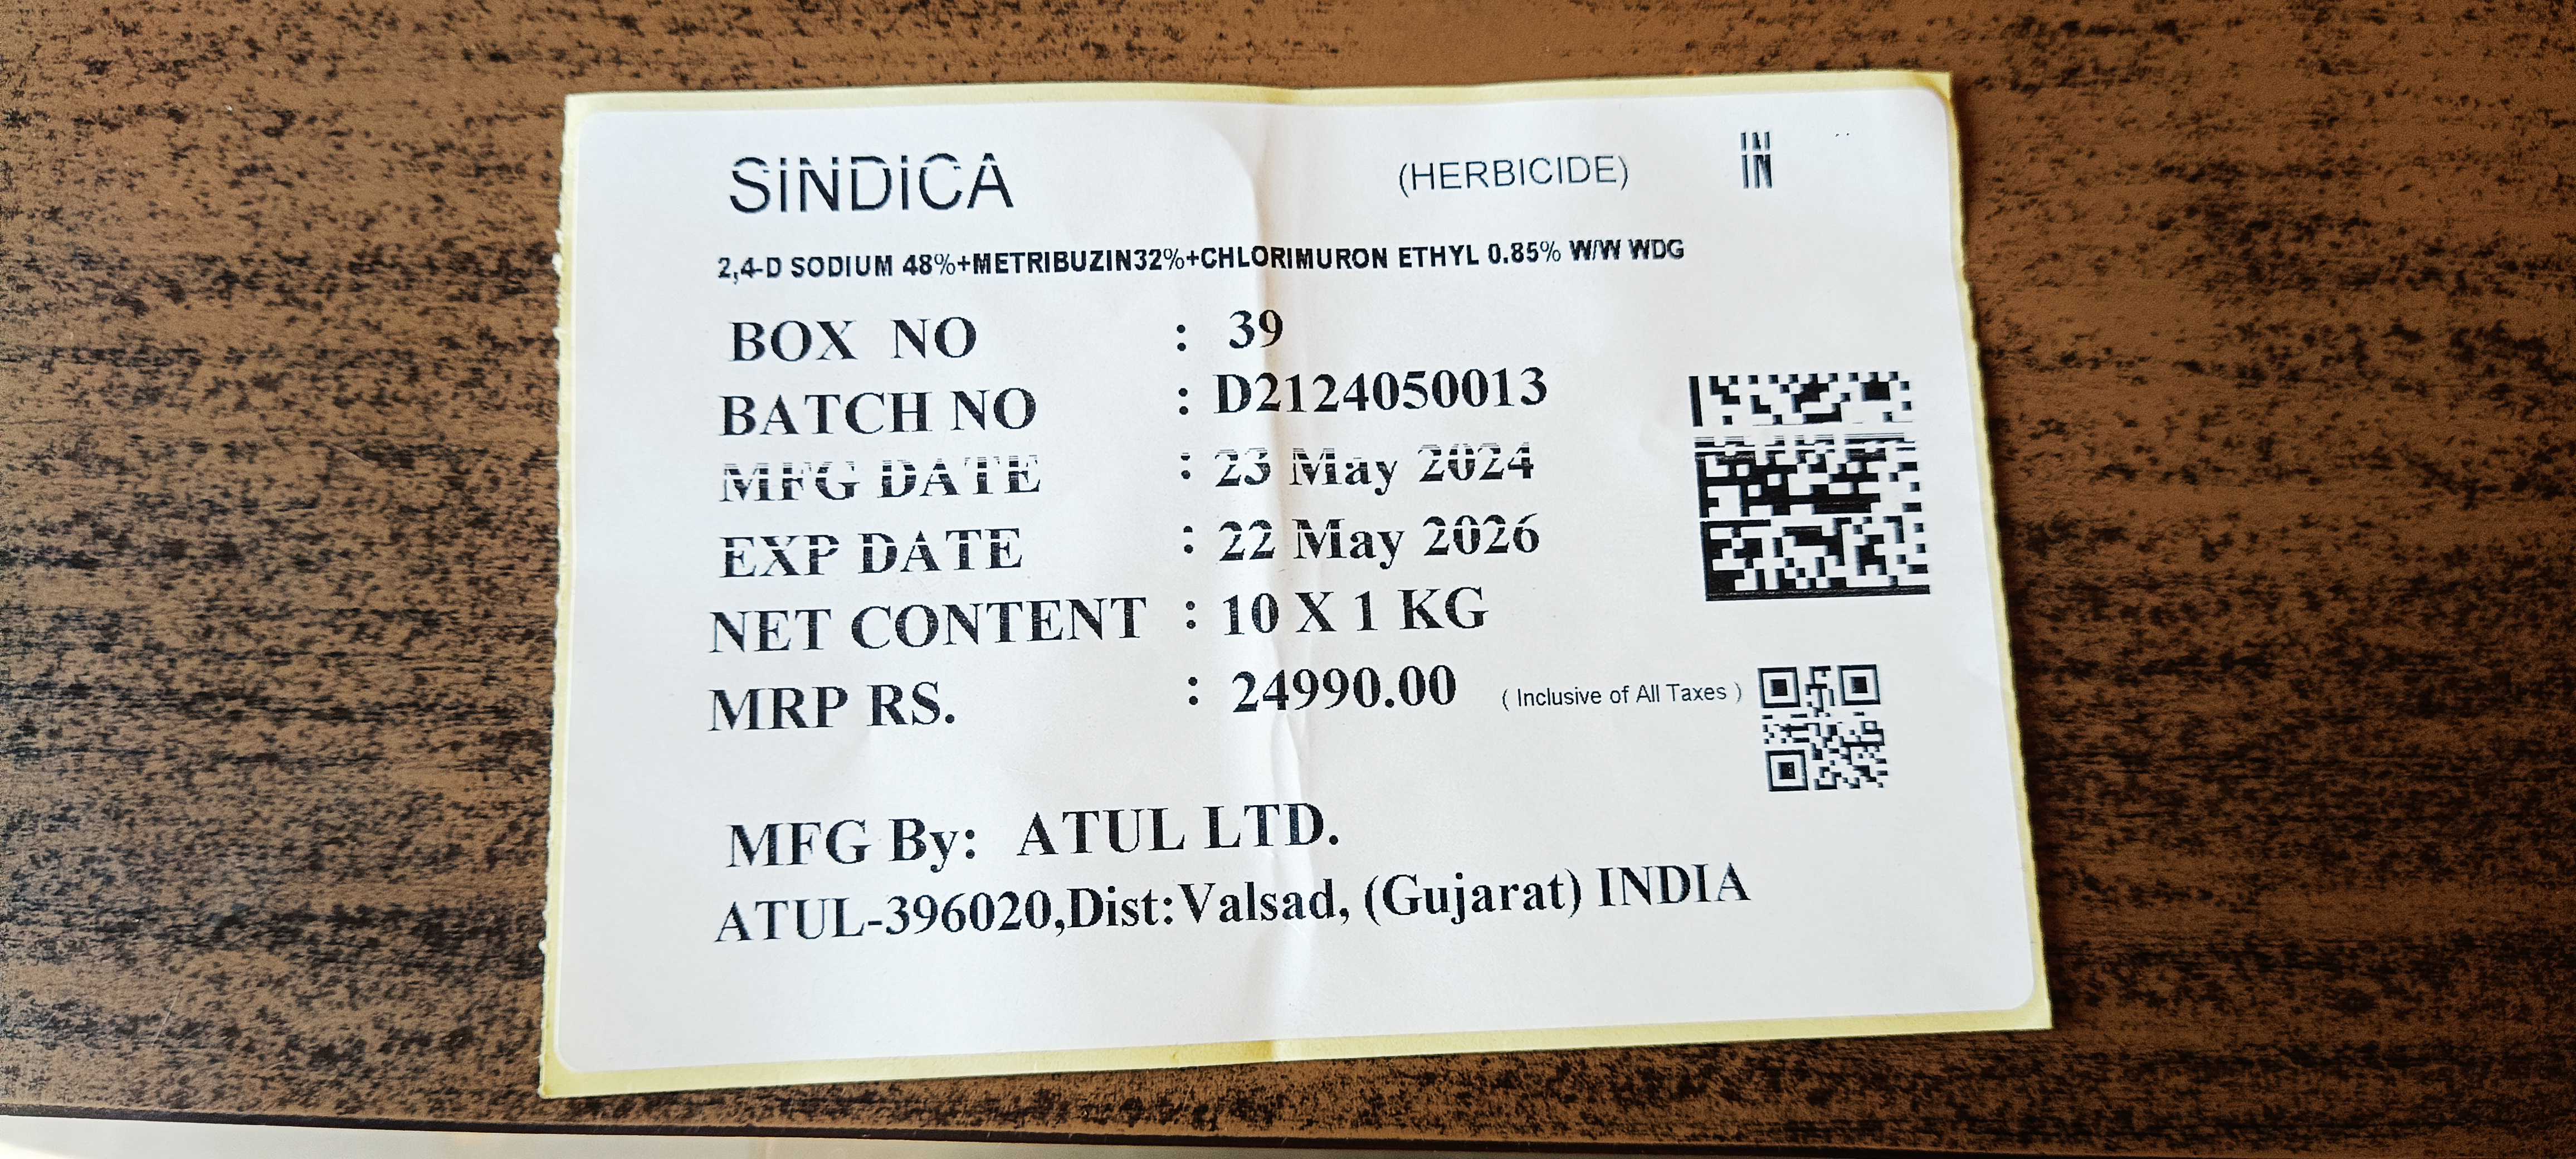 SINDICA (HERBICIDE) IN
2,4-D SODIUM 48%+METRIBUZIN32%+CHLORIMURON ETHYL 0.85% W/W WDG
BOX NO : 39
BATCH NO : D2124050013
MFG DATE : 23 May 2024
EXP DATE : 22 May 2026
NET CONTENT : 10 X 1 KG
MRP RS. : 24990.00 ( Inclusive of All Taxes )
MFG By: ATUL LTD.
ATUL-396020,Dist:Valsad, (Gujarat) INDIA